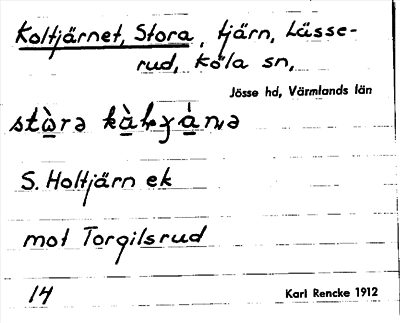 Koltjärnet, Stora, tjärn, Lässe-
rud, Köla sn,
Jösse hd, Värmlands län
S. Holtjärn ek
mot Torgilsrud
14
Karl Rencke 1912